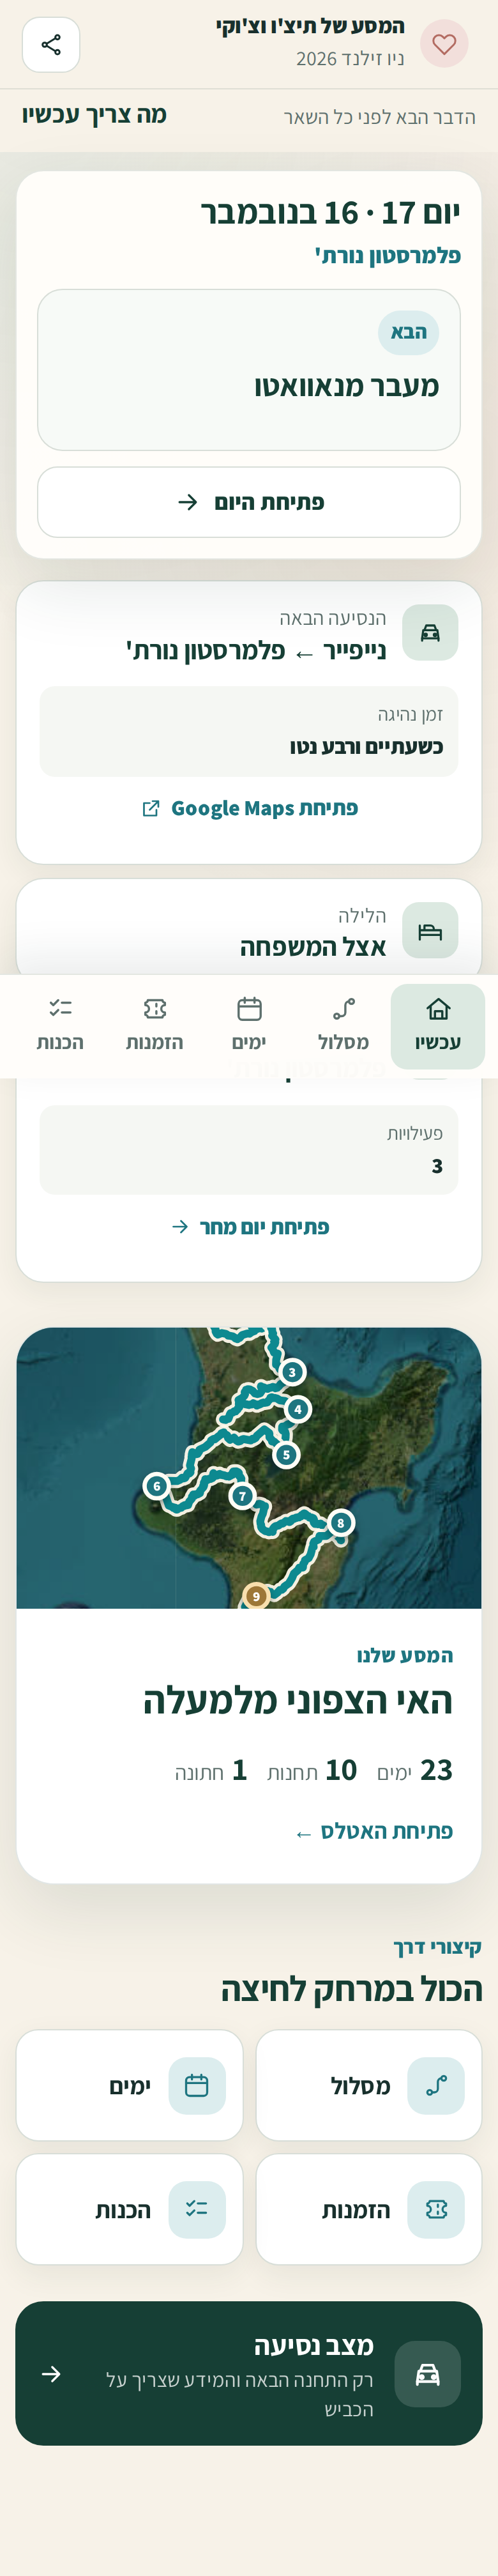 המסע של תיצ'ו וצ'וקי
ניו זילנד 2026
מה צריך עכשיו
הדבר הבא לפני כל השאר
יום 17 · 16 בנובמבר
פלמרסטון נורת'
הבא
מעבר מנאוואטו
פתיחת היום →
הנסיעה הבאה
נייפייר ← פלמרסטון נורת'
זמן נהיגה
כשעתיים ורבע נטו
פתיחת Google Maps
הלילה
אצל המשפחה
עכשיו
מסלול
ימים
הזמנות
הכנות
פעילויות
3
פתיחת יום מחר →
3
4
5
6
7
8
9
המסע שלנו
האי הצפוני מלמעלה
23 ימים 10 תחנות 1 חתונה
פתיחת האטלס ←
קיצורי דרך
הכול במרחק לחיצה
מסלול
ימים
הזמנות
הכנות
מצב נסיעה
רק התחנה הבאה והמידע שצריך על
הכביש